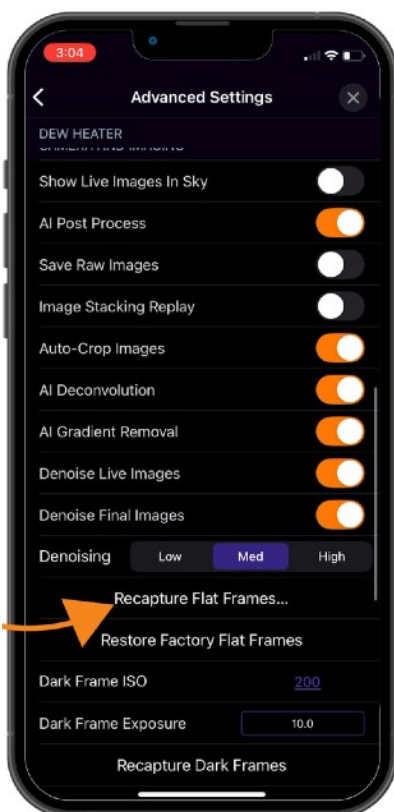 3:04
Advanced Settings
DEW HEATER
CAMERA AND IMAGING
Show Live Images In Sky
AI Post Process
Save Raw Images
Image Stacking Replay
Auto-Crop Images
AI Deconvolution
AI Gradient Removal
Denoise Live Images
Denoise Final Images
Denoising Low Med High
Recapture Flat Frames...
Restore Factory Flat Frames
Dark Frame ISO 200
Dark Frame Exposure 10.0
Recapture Dark Frames